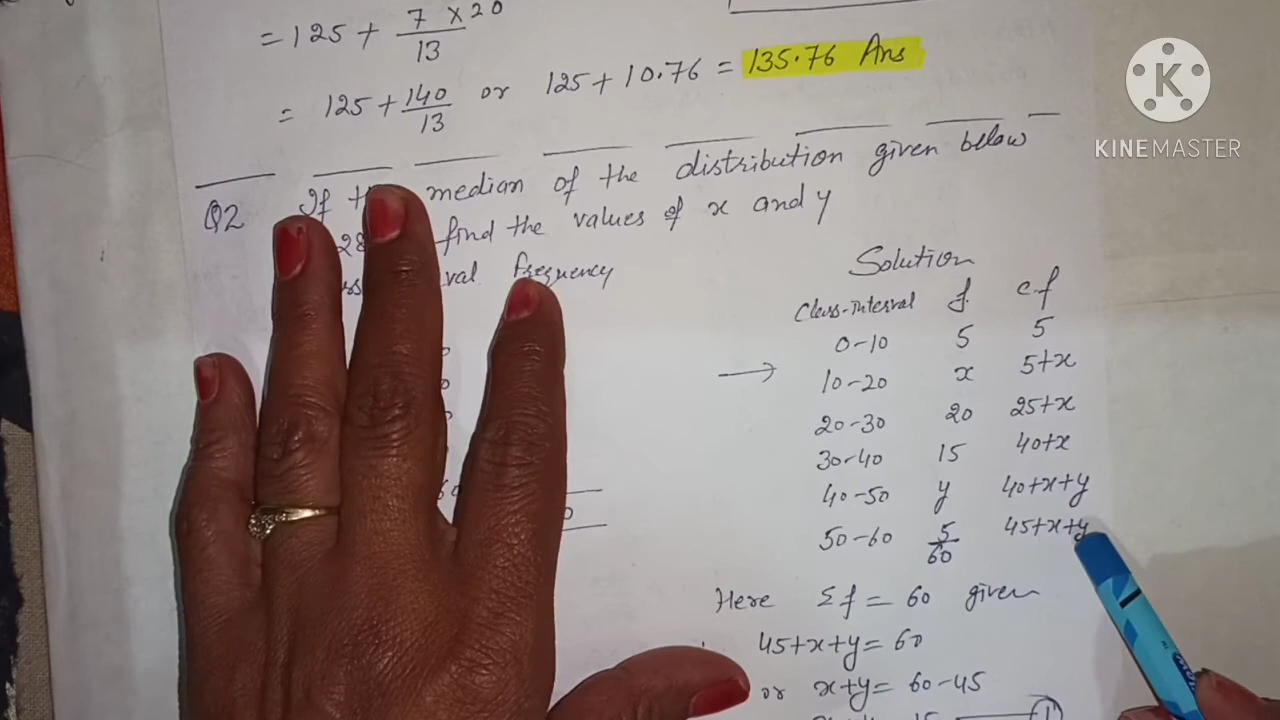 = 125 + 7 × 20 / 13
= 125 + 140/13 or 125 + 10.76 = 135.76 Ans
KINEMASTER
Q2 If median of the distribution given below
28 find the values of x and y
val frequency
Solution
Class-interval f c.f
0-10 5 5
→ 10-20 x 5+x
20-30 20 25+x
30-40 15 40+x
40-50 y 40+x+y
50-60 5 45+x+y
60
Here Σf = 60 given
45+x+y = 60
or x+y = 60-45